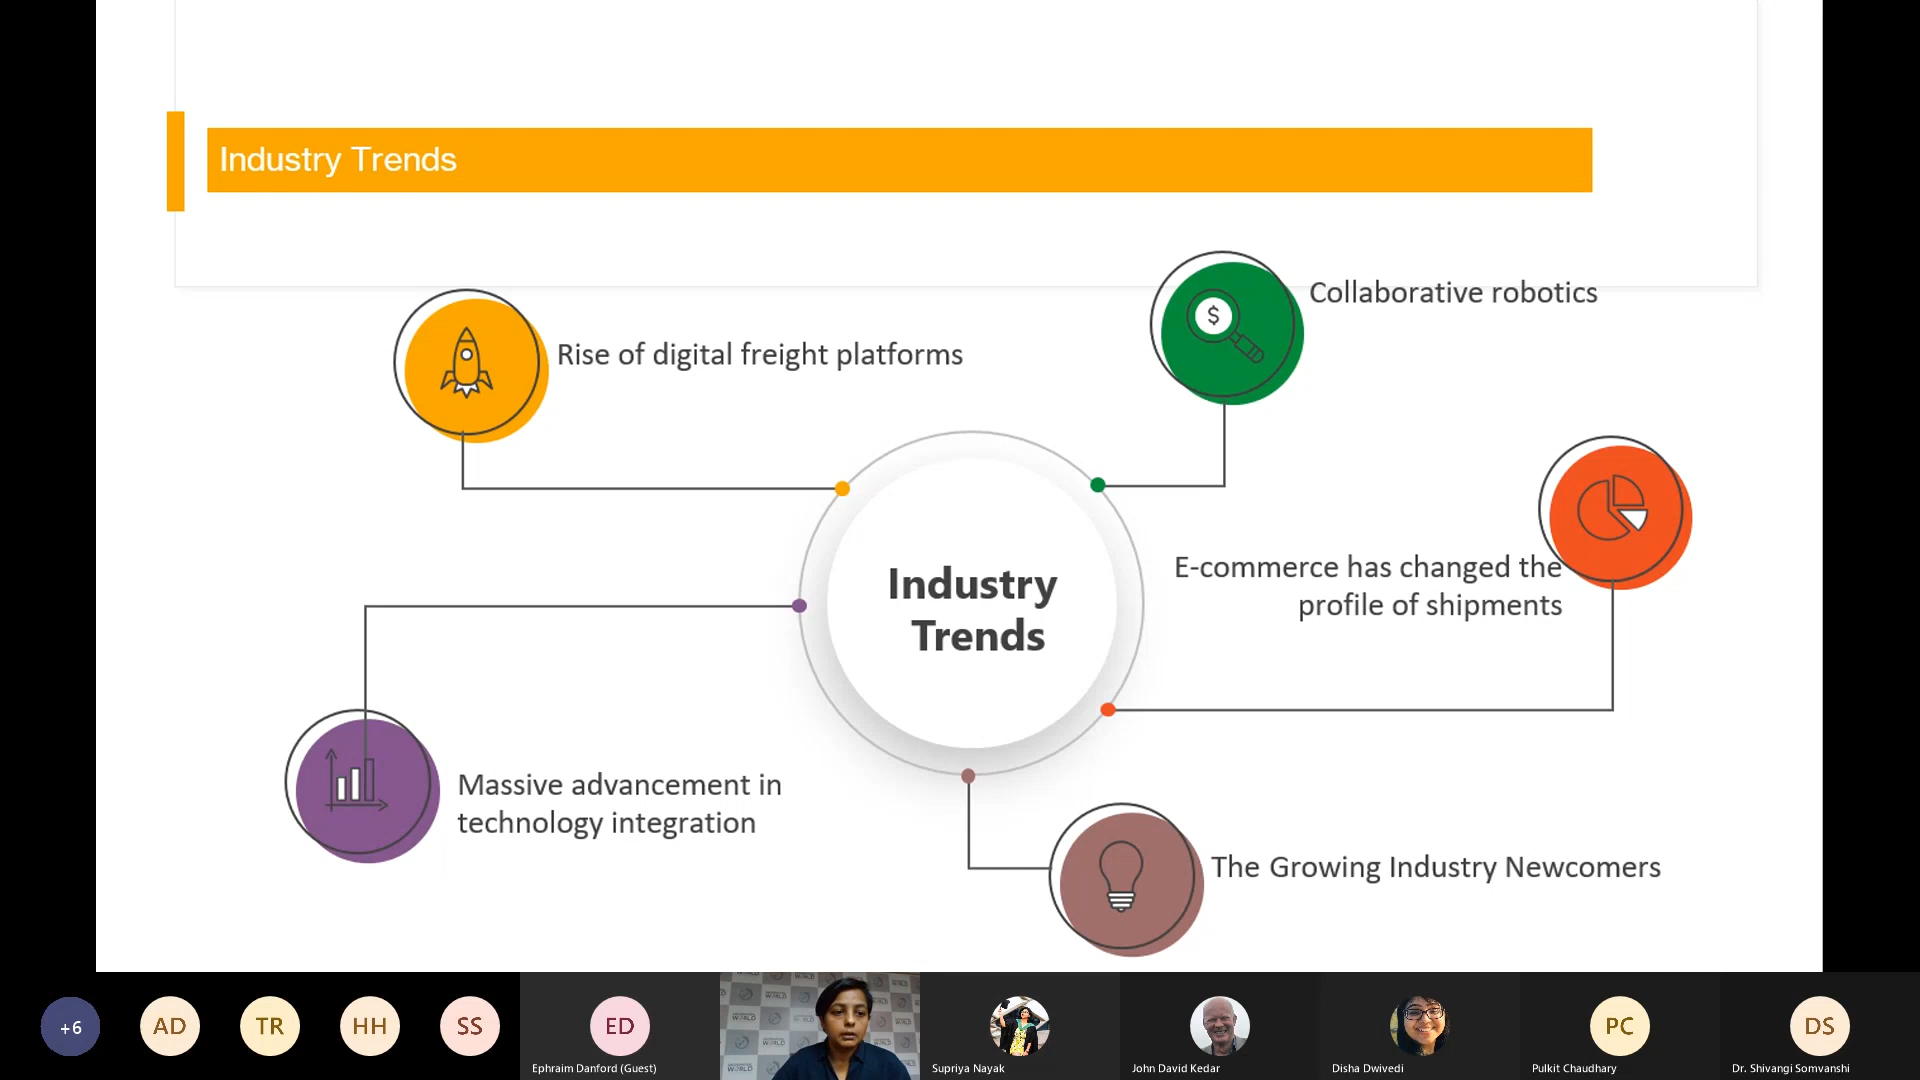 Industry Trends
Collaborative robotics
$
Rise of digital freight platforms
E-commerce has changed the
profile of shipments
Industry
Trends
Massive advancement in
technology integration
The Growing Industry Newcomers
+6
AD
TR
HH
SS
ED
PC
DS
WORLD
Ephraim Danford (Guest)
Supriya Nayak
John David Kedar
Disha Dwivedi
Pulkit Chaudhary
Dr. Shivangi Somvanshi